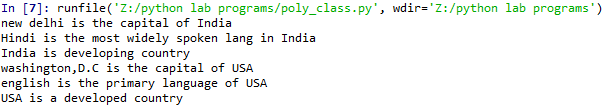 In [7]: runfile('Z:/python lab programs/poly_class.py', wdir='Z:/python lab programs')
new delhi is the capital of India
Hindi is the most widely spoken lang in India
India is developing country
washington,D.C is the capital of USA
english is the primary language of USA
USA is a developed country